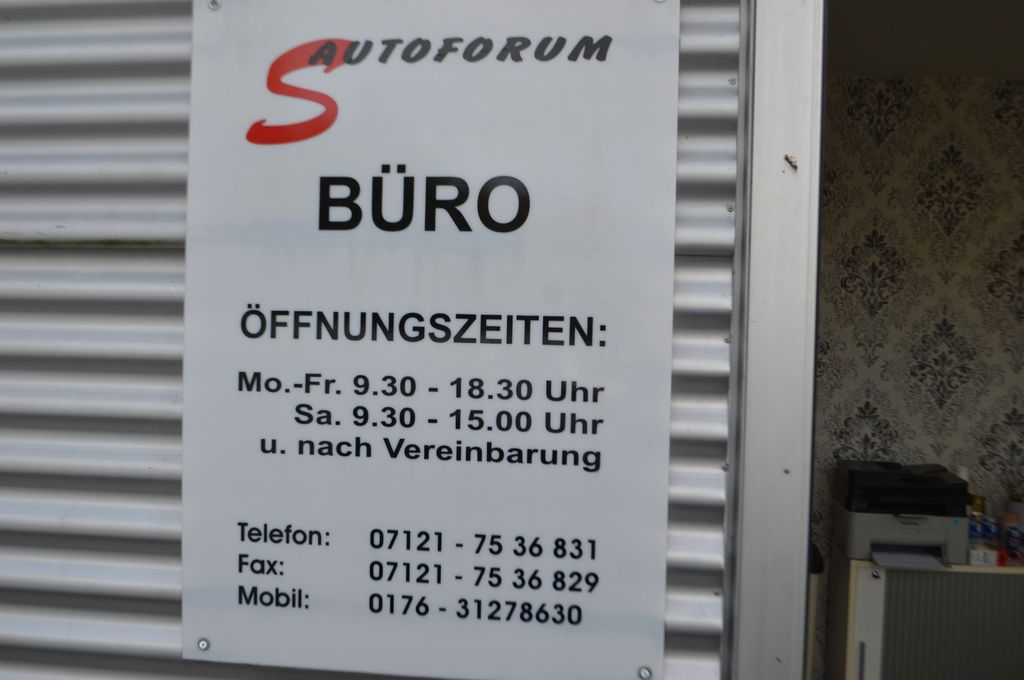 S AUTOFORUM
BÜRO
ÖFFNUNGSZEITEN:
Mo.-Fr. 9.30 - 18.30 Uhr
Sa. 9.30 - 15.00 Uhr
u. nach Vereinbarung
Telefon: 07121 - 75 36 831
Fax: 07121 - 75 36 829
Mobil: 0176 - 31278630